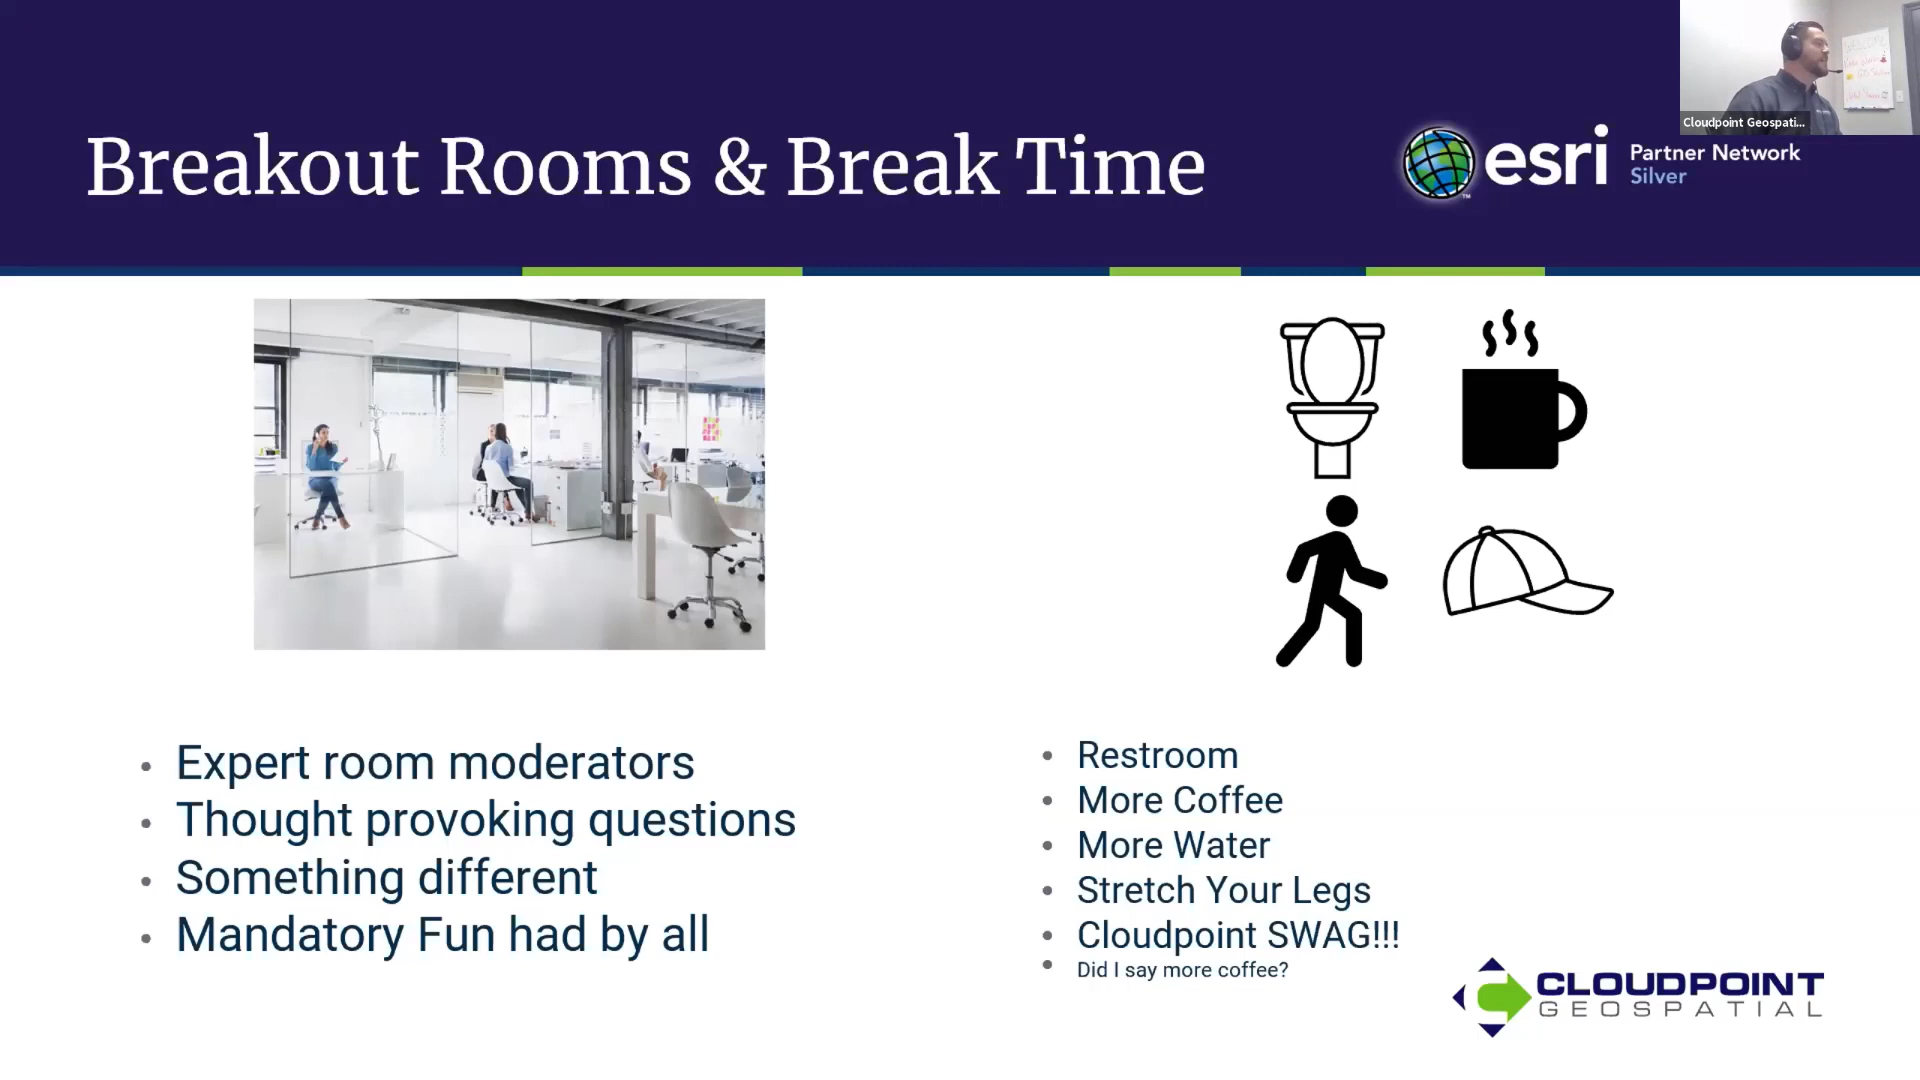 Cloudpoint Geospati...
Breakout Rooms & Break Time
esri Partner Network
Silver
Expert room moderators
Thought provoking questions
Something different
Mandatory Fun had by all
Restroom
More Coffee
More Water
Stretch Your Legs
Cloudpoint SWAG!!!
Did I say more coffee?
CLOUDPOINT
GEOSPATIAL